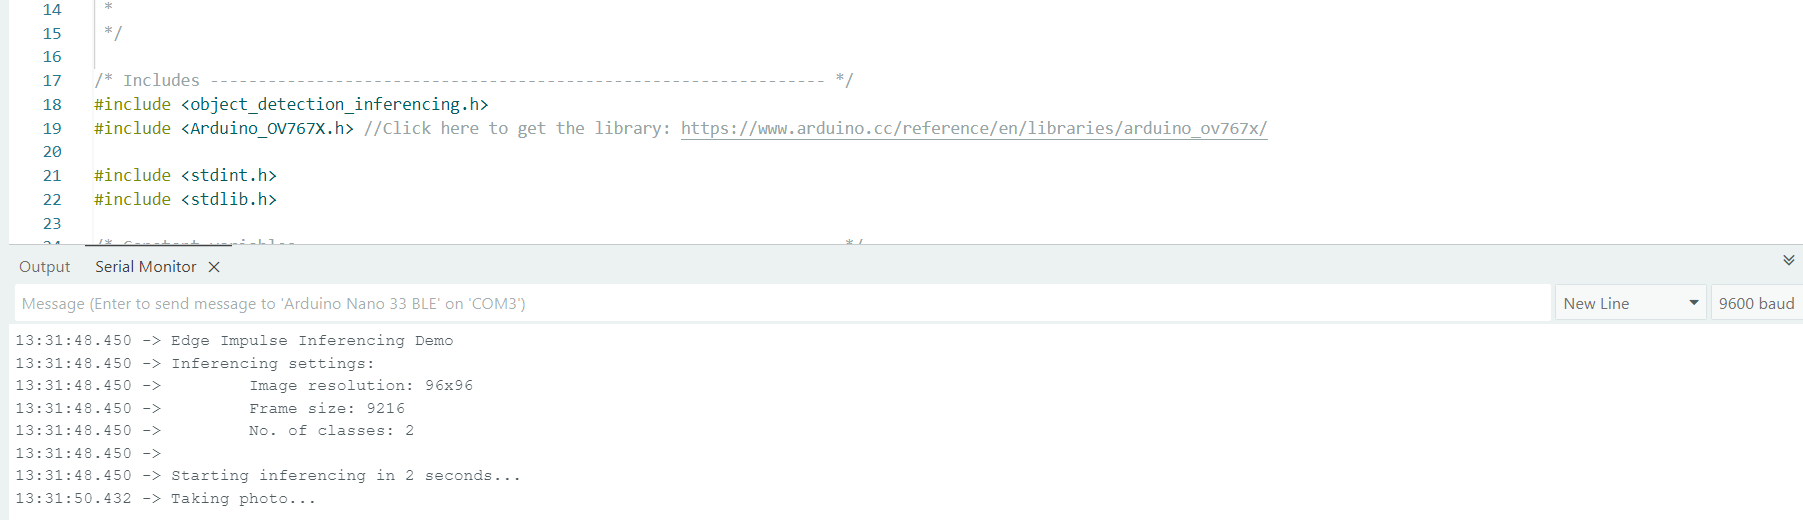 14 *
15 */
16
17 /* Includes ---------------------------------------------------------------- */
18 #include <object_detection_inferencing.h>
19 #include <Arduino_OV767X.h> //Click here to get the library: https://www.arduino.cc/reference/en/libraries/arduino_ov767x/
20
21 #include <stdint.h>
22 #include <stdlib.h>
23
Output Serial Monitor
Message (Enter to send message to 'Arduino Nano 33 BLE' on 'COM3')
New Line
9600 baud
13:31:48.450 -> Edge Impulse Inferencing Demo
13:31:48.450 -> Inferencing settings:
13:31:48.450 -> Image resolution: 96x96
13:31:48.450 -> Frame size: 9216
13:31:48.450 -> No. of classes: 2
13:31:48.450 ->
13:31:48.450 -> Starting inferencing in 2 seconds...
13:31:50.432 -> Taking photo...